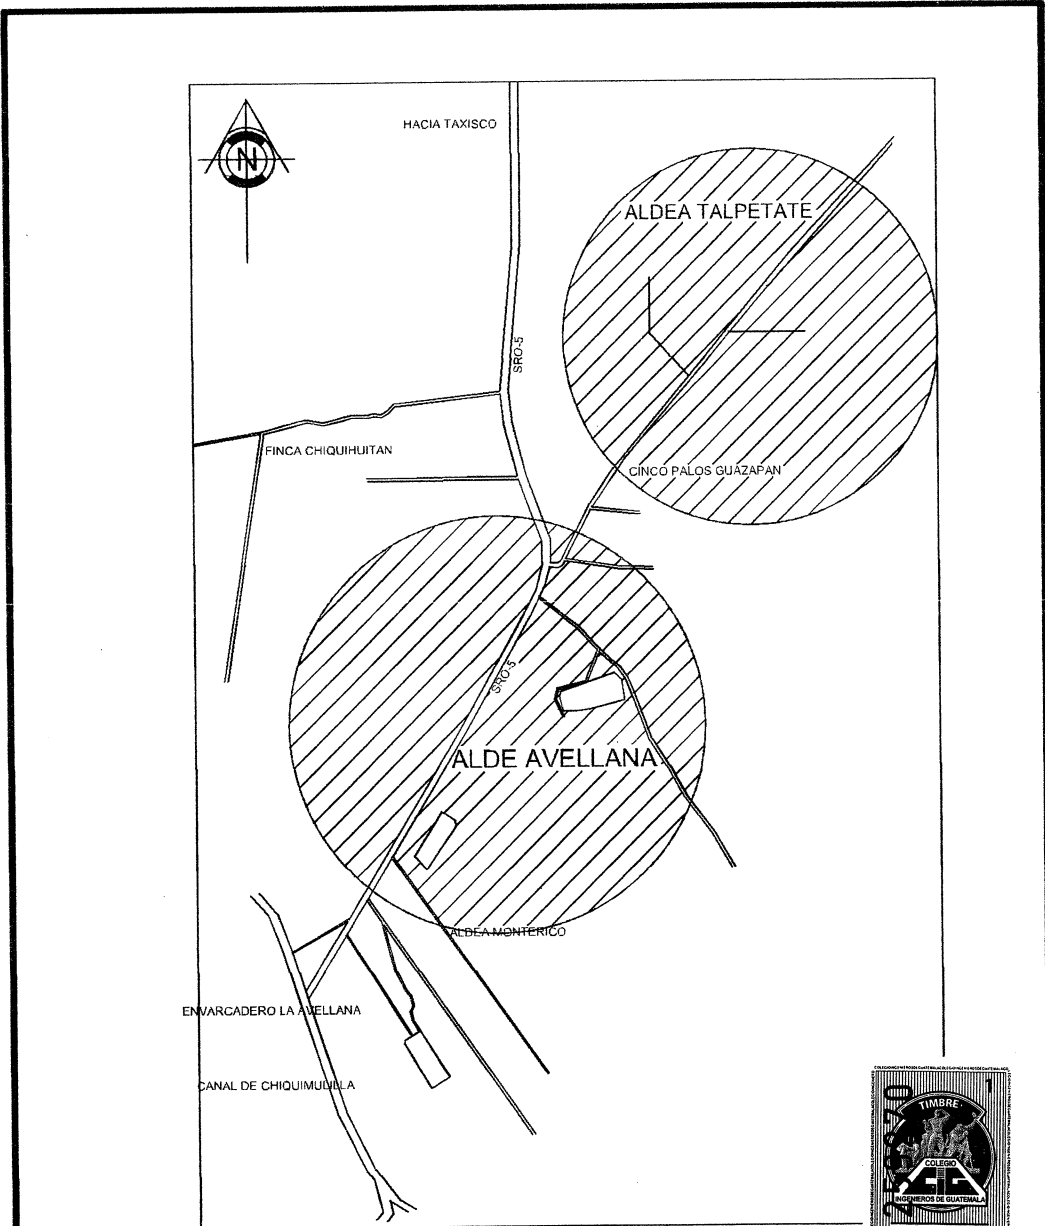 HACIA TAXISCO
N
ALDEA TALPETATE
SRO-5
FINCA CHIQUIHUITAN
CINCO PALOS GUAZAPAN
SRO-5
ALDE AVELLANA
ALDEA MONTERICO
ENVARCADERO LA AVELLANA
CANAL DE CHIQUIMULILLA
1
TIMBRE
COLEGIO
CIG
INGENIEROS DE GUATEMALA